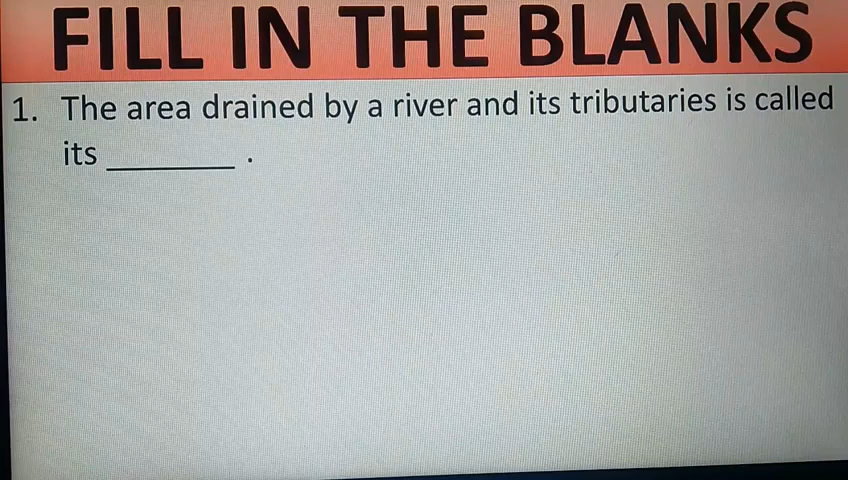 FILL IN THE BLANKS
1. The area drained by a river and its tributaries is called
its ________ .